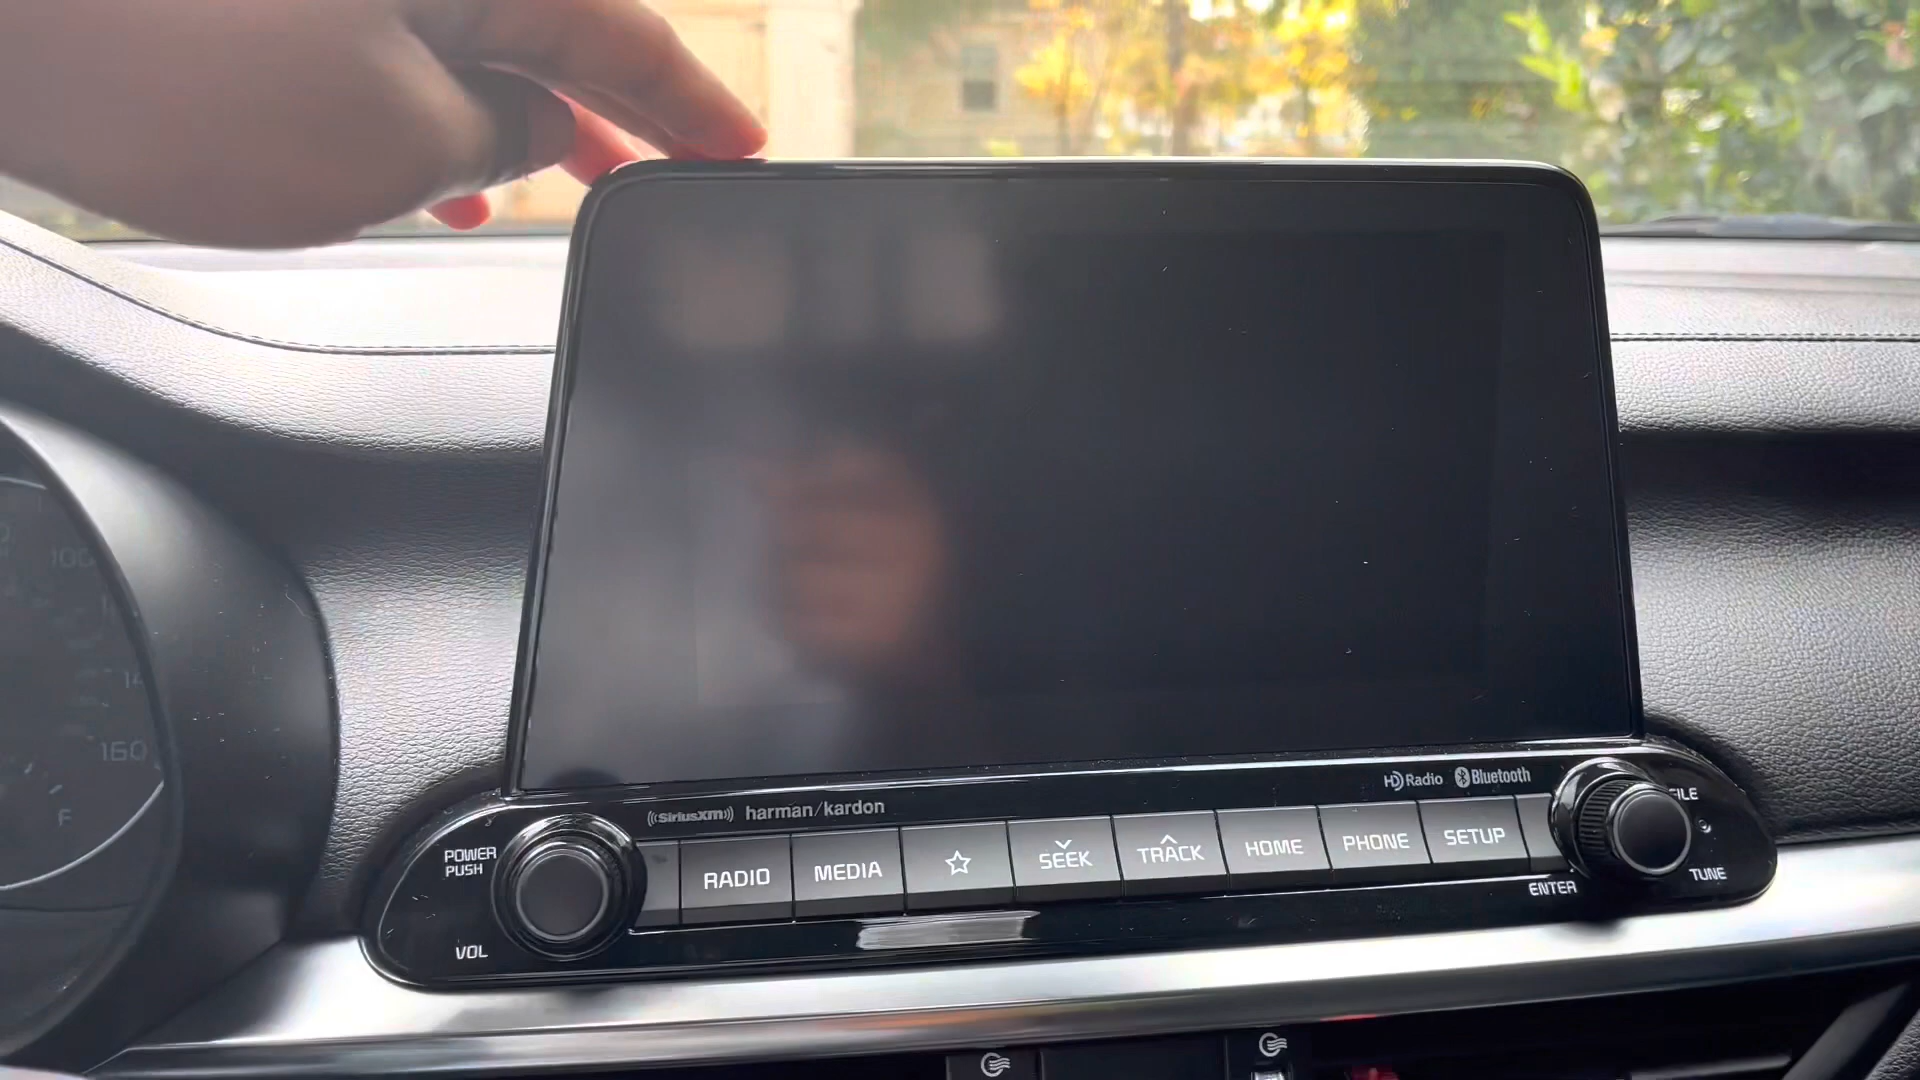 100
160
F
((SiriusXM)) harman/kardon
HD Radio Bluetooth
POWER
PUSH
VOL
RADIO
MEDIA
SEEK
TRACK
HOME
PHONE
SETUP
ENTER
TUNE